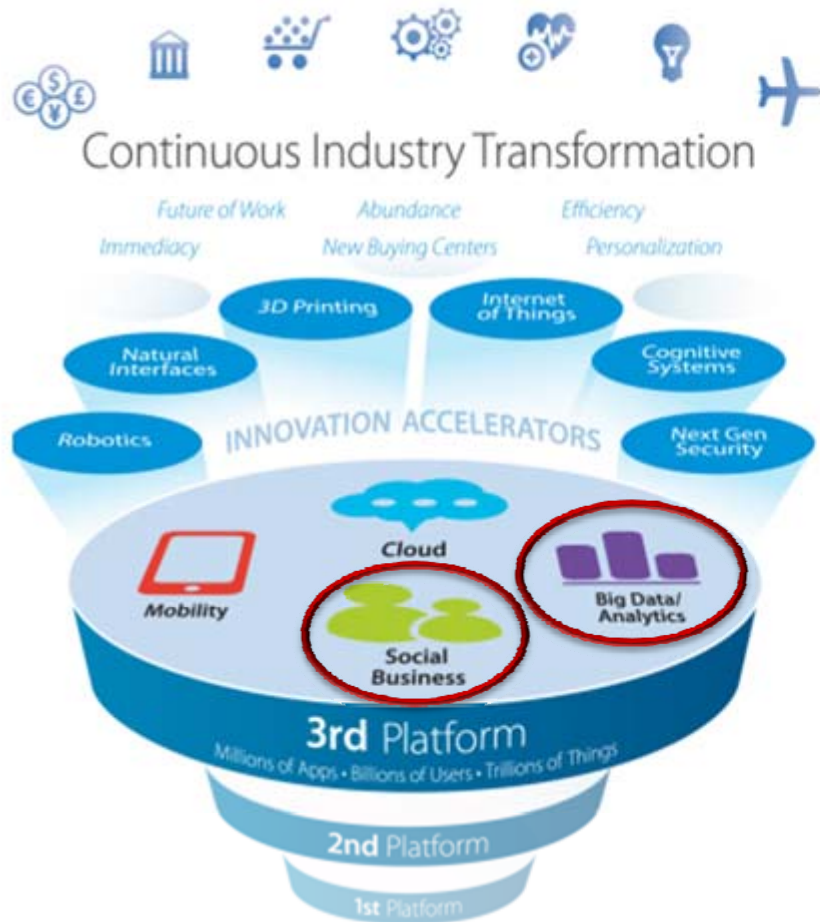 € $ ¥ £
Continuous Industry Transformation
Future of Work Abundance Efficiency
Immediacy New Buying Centers Personalization
3D Printing
Internet
of Things
Natural
Interfaces
Cognitive
Systems
Robotics
INNOVATION ACCELERATORS
Next Gen
Security
Cloud
Mobility
Big Data/
Analytics
Social
Business
3rd Platform
Millions of Apps • Billions of Users • Trillions of Things
2nd Platform
1st Platform